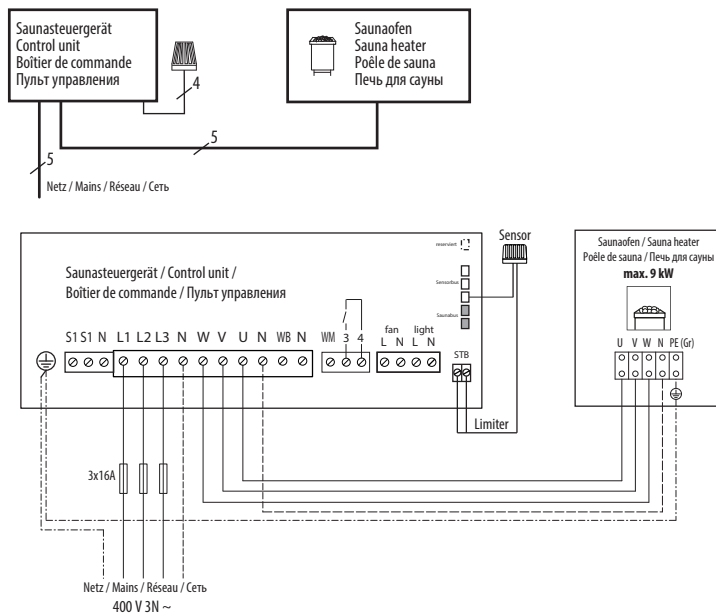 Saunasteuergerät
Control unit
Boîtier de commande
Пульт управления
4
Saunaofen
Sauna heater
Poêle de sauna
Печь для сауны
5
5
Netz / Mains / Réseau / Сеть
reserviert
Sensor
Saunasteuergerät / Control unit /
Boîtier de commande / Пульт управления
Sensorbus
Saunabus
S1 S1 N L1 L2 L3 N W V U N WB N
WM 3 4
fan light
L N L N
STB
Limiter
Saunaofen / Sauna heater
Poêle de sauna / Печь для сауны
max. 9 kW
U V W N PE (Gr)
3x16A
Netz / Mains / Réseau / Сеть
400 V 3N ~